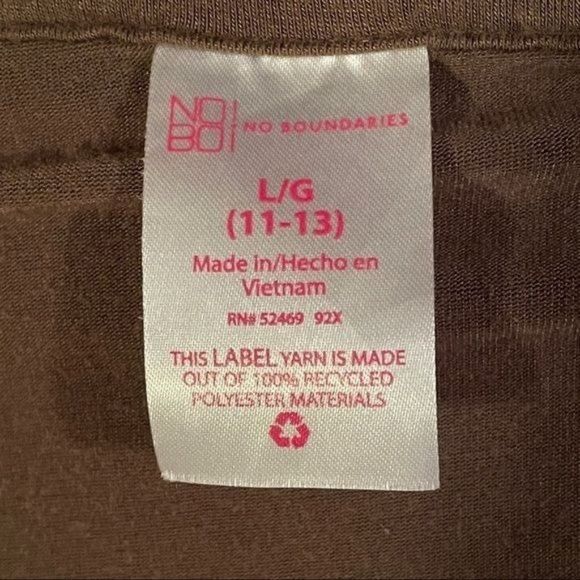 NO
BO
NO BOUNDARIES
L/G
(11-13)
Made in/Hecho en
Vietnam
RN# 52469 92X
THIS LABEL YARN IS MADE
OUT OF 100% RECYCLED
POLYESTER MATERIALS